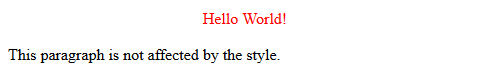 Hello World!
This paragraph is not affected by the style.